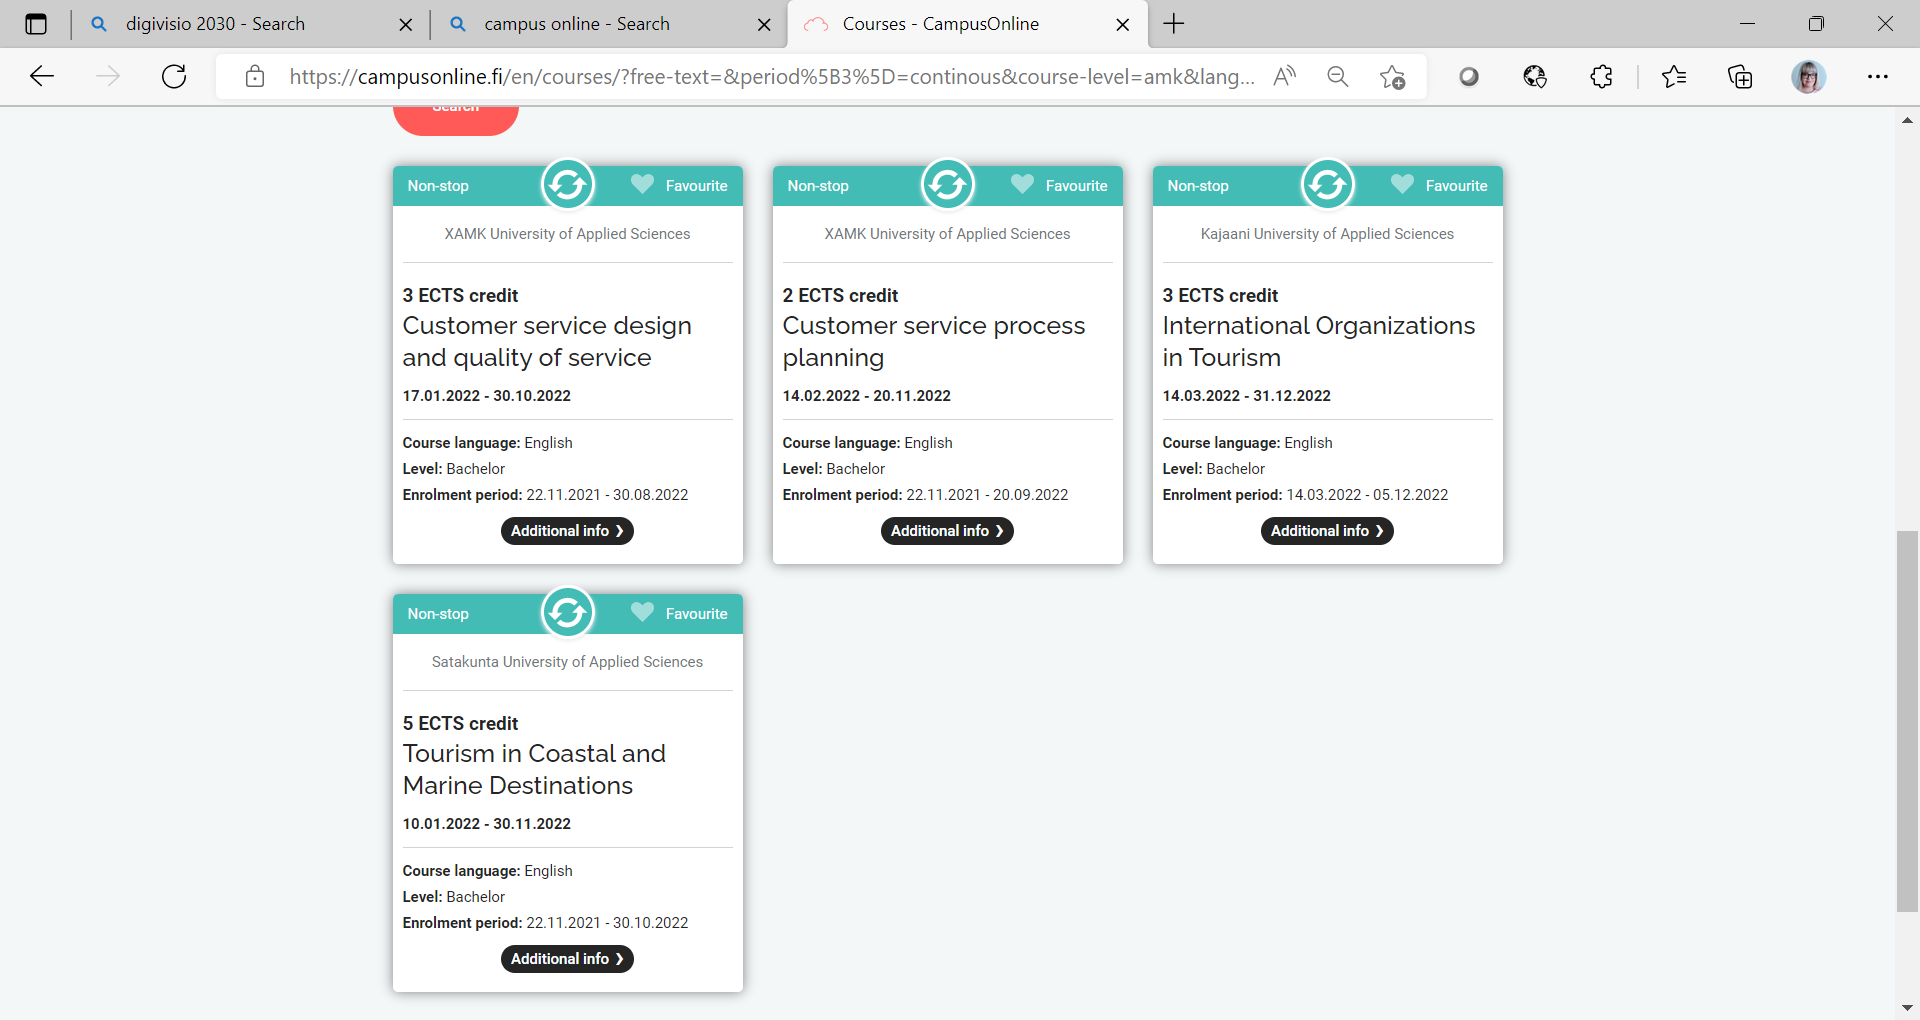 digivisio 2030 - Search
campus online - Search
Courses - CampusOnline
https://campusonline.fi/en/courses/?free-text=&period%5B3%5D=continous&course-level=amk&lang...
Search
Non-stop
Favourite
XAMK University of Applied Sciences
3 ECTS credit
Customer service design
and quality of service
17.01.2022 - 30.10.2022
Course language: English
Level: Bachelor
Enrolment period: 22.11.2021 - 30.08.2022
Additional info ❯
Non-stop
Favourite
XAMK University of Applied Sciences
2 ECTS credit
Customer service process
planning
14.02.2022 - 20.11.2022
Course language: English
Level: Bachelor
Enrolment period: 22.11.2021 - 20.09.2022
Additional info ❯
Non-stop
Favourite
Kajaani University of Applied Sciences
3 ECTS credit
International Organizations
in Tourism
14.03.2022 - 31.12.2022
Course language: English
Level: Bachelor
Enrolment period: 14.03.2022 - 05.12.2022
Additional info ❯
Non-stop
Favourite
Satakunta University of Applied Sciences
5 ECTS credit
Tourism in Coastal and
Marine Destinations
10.01.2022 - 30.11.2022
Course language: English
Level: Bachelor
Enrolment period: 22.11.2021 - 30.10.2022
Additional info ❯